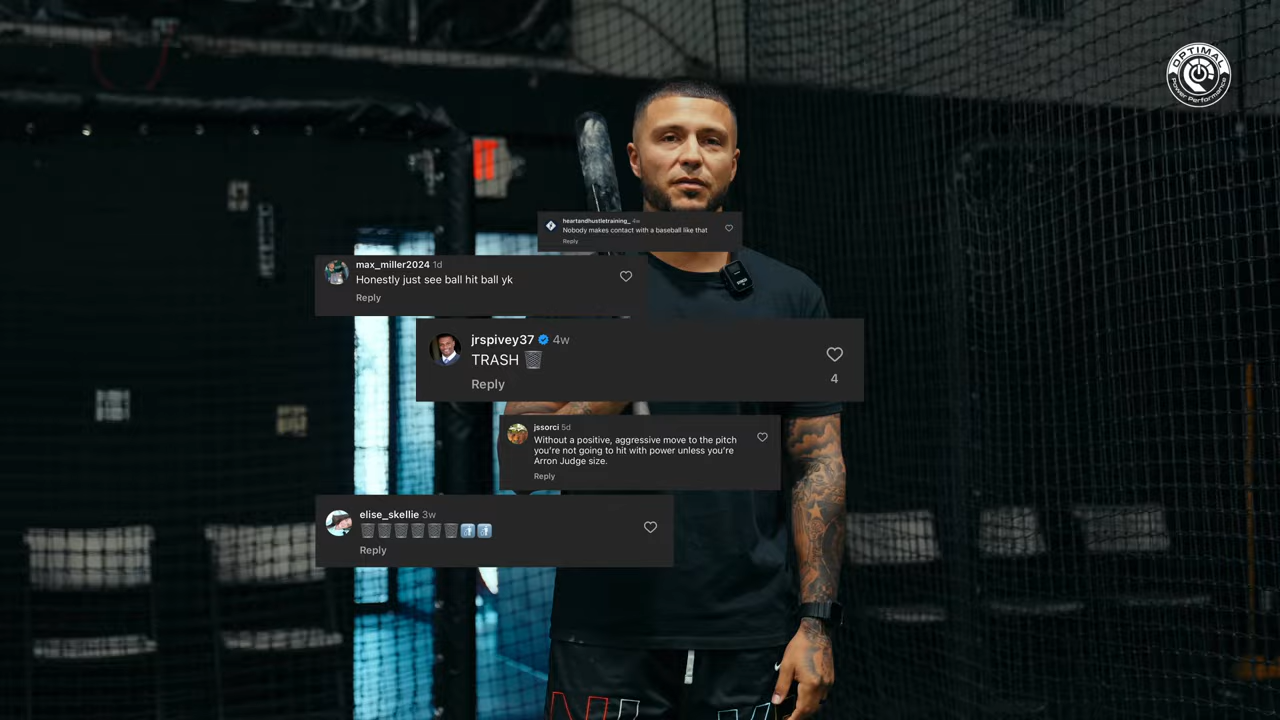 OPTIMAL
Power Performance
heartandhustletraining_ 4w
Nobody makes contact with a baseball like that
Reply
max_miller2024 1d
Honestly just see ball hit ball yk
Reply
jrspivey37 4w
TRASH 🗑️
4
Reply
jssorci 5d
Without a positive, aggressive move to the pitch
you're not going to hit with power unless you're
Arron Judge size.
Reply
elise_skellie 3w
🗑️🗑️🗑️🗑️🗑️🗑️🚮🚮
Reply